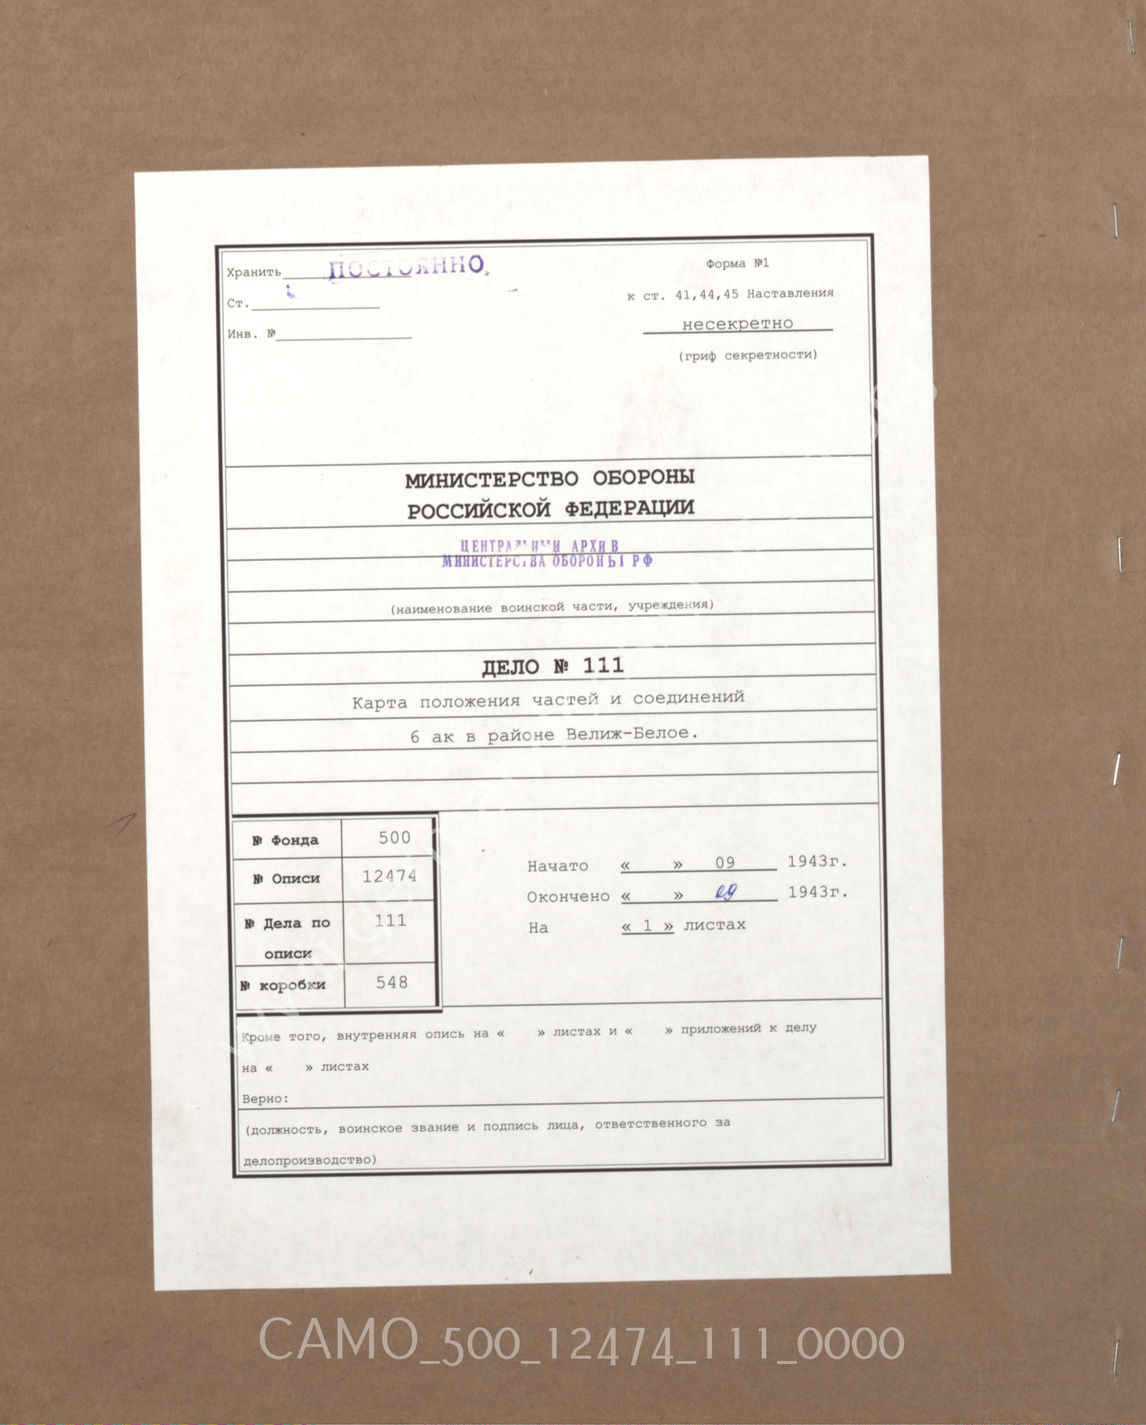 Хранить ПОСТОЯННО
Форма №1
Ст.
к ст. 41,44,45 Наставления
Инв. №
несекретно
(гриф секретности)
МИНИСТЕРСТВО ОБОРОНЫ
РОССИЙСКОЙ ФЕДЕРАЦИИ
ЦЕНТРАЛЬНЫЙ АРХИВ
МИНИСТЕРСТВА ОБОРОНЫ РФ
(наименование воинской части, учреждения)
ДЕЛО № 111
Карта положения частей и соединений
6 ак в районе Велиж-Белое.
№ Фонда 500
№ Описи 12474
№ Дела по описи 111
№ коробки 548
Начато « » 09 1943г.
Окончено « » 09 1943г.
На « 1 » листах
Кроме того, внутренняя опись на « » листах и « » приложений к делу
на « » листах
Верно:
(должность, воинское звание и подпись лица, ответственного за
делопроизводство)
CAMO_500_12474_111_0000